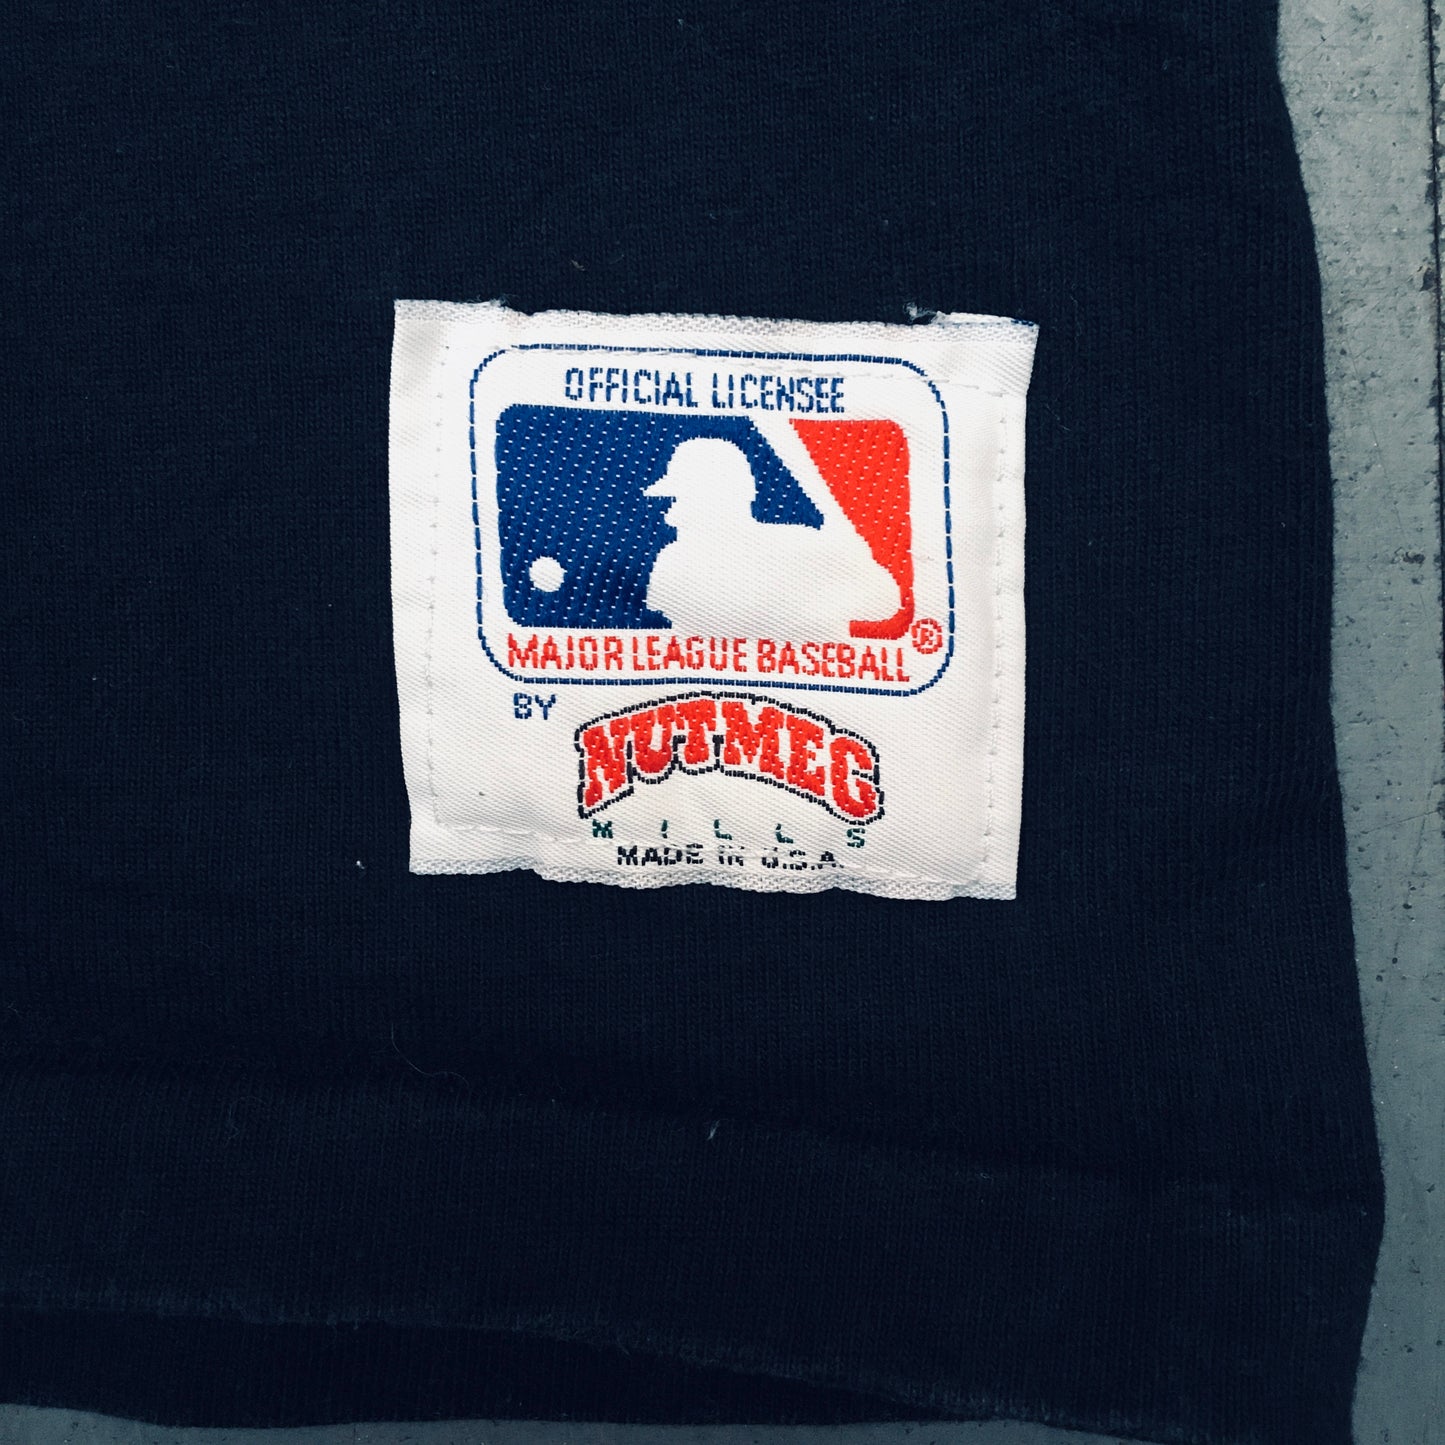 OFFICIAL LICENSEE
MAJOR LEAGUE BASEBALL ®
BY
NUTMEG
MILLS
MADE IN U.S.A.